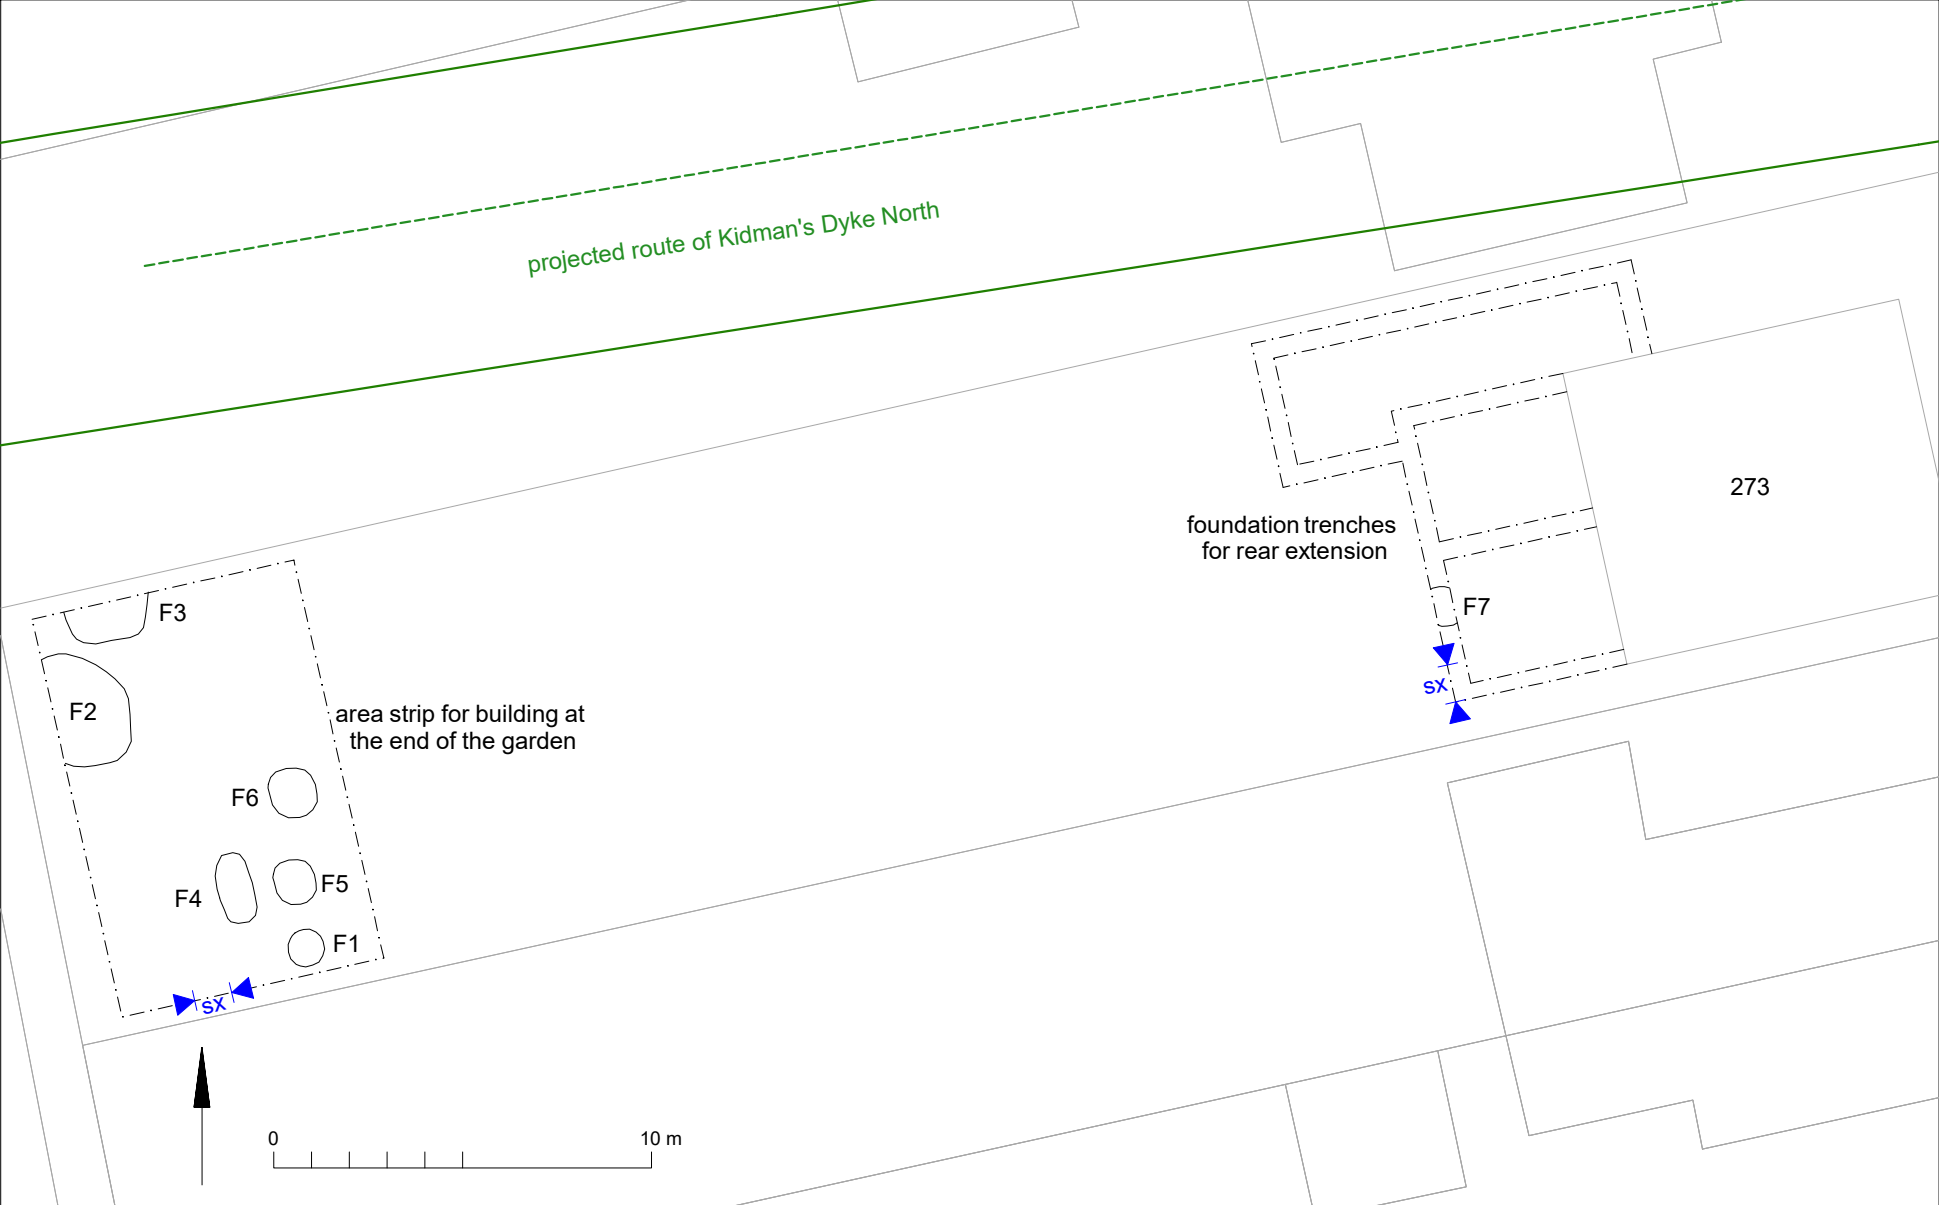 projected route of Kidman's Dyke North
273
foundation trenches
for rear extension
F7
sx
F3
F2
area strip for building at
the end of the garden
F6
F4
F5
F1
sx
0
10 m